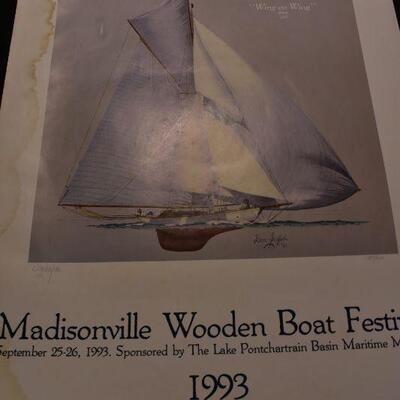 "Wing on Wing"
Madisonville Wooden Boat Festi
September 25-26, 1993. Sponsored by The Lake Pontchartrain Basin Maritime M
1993